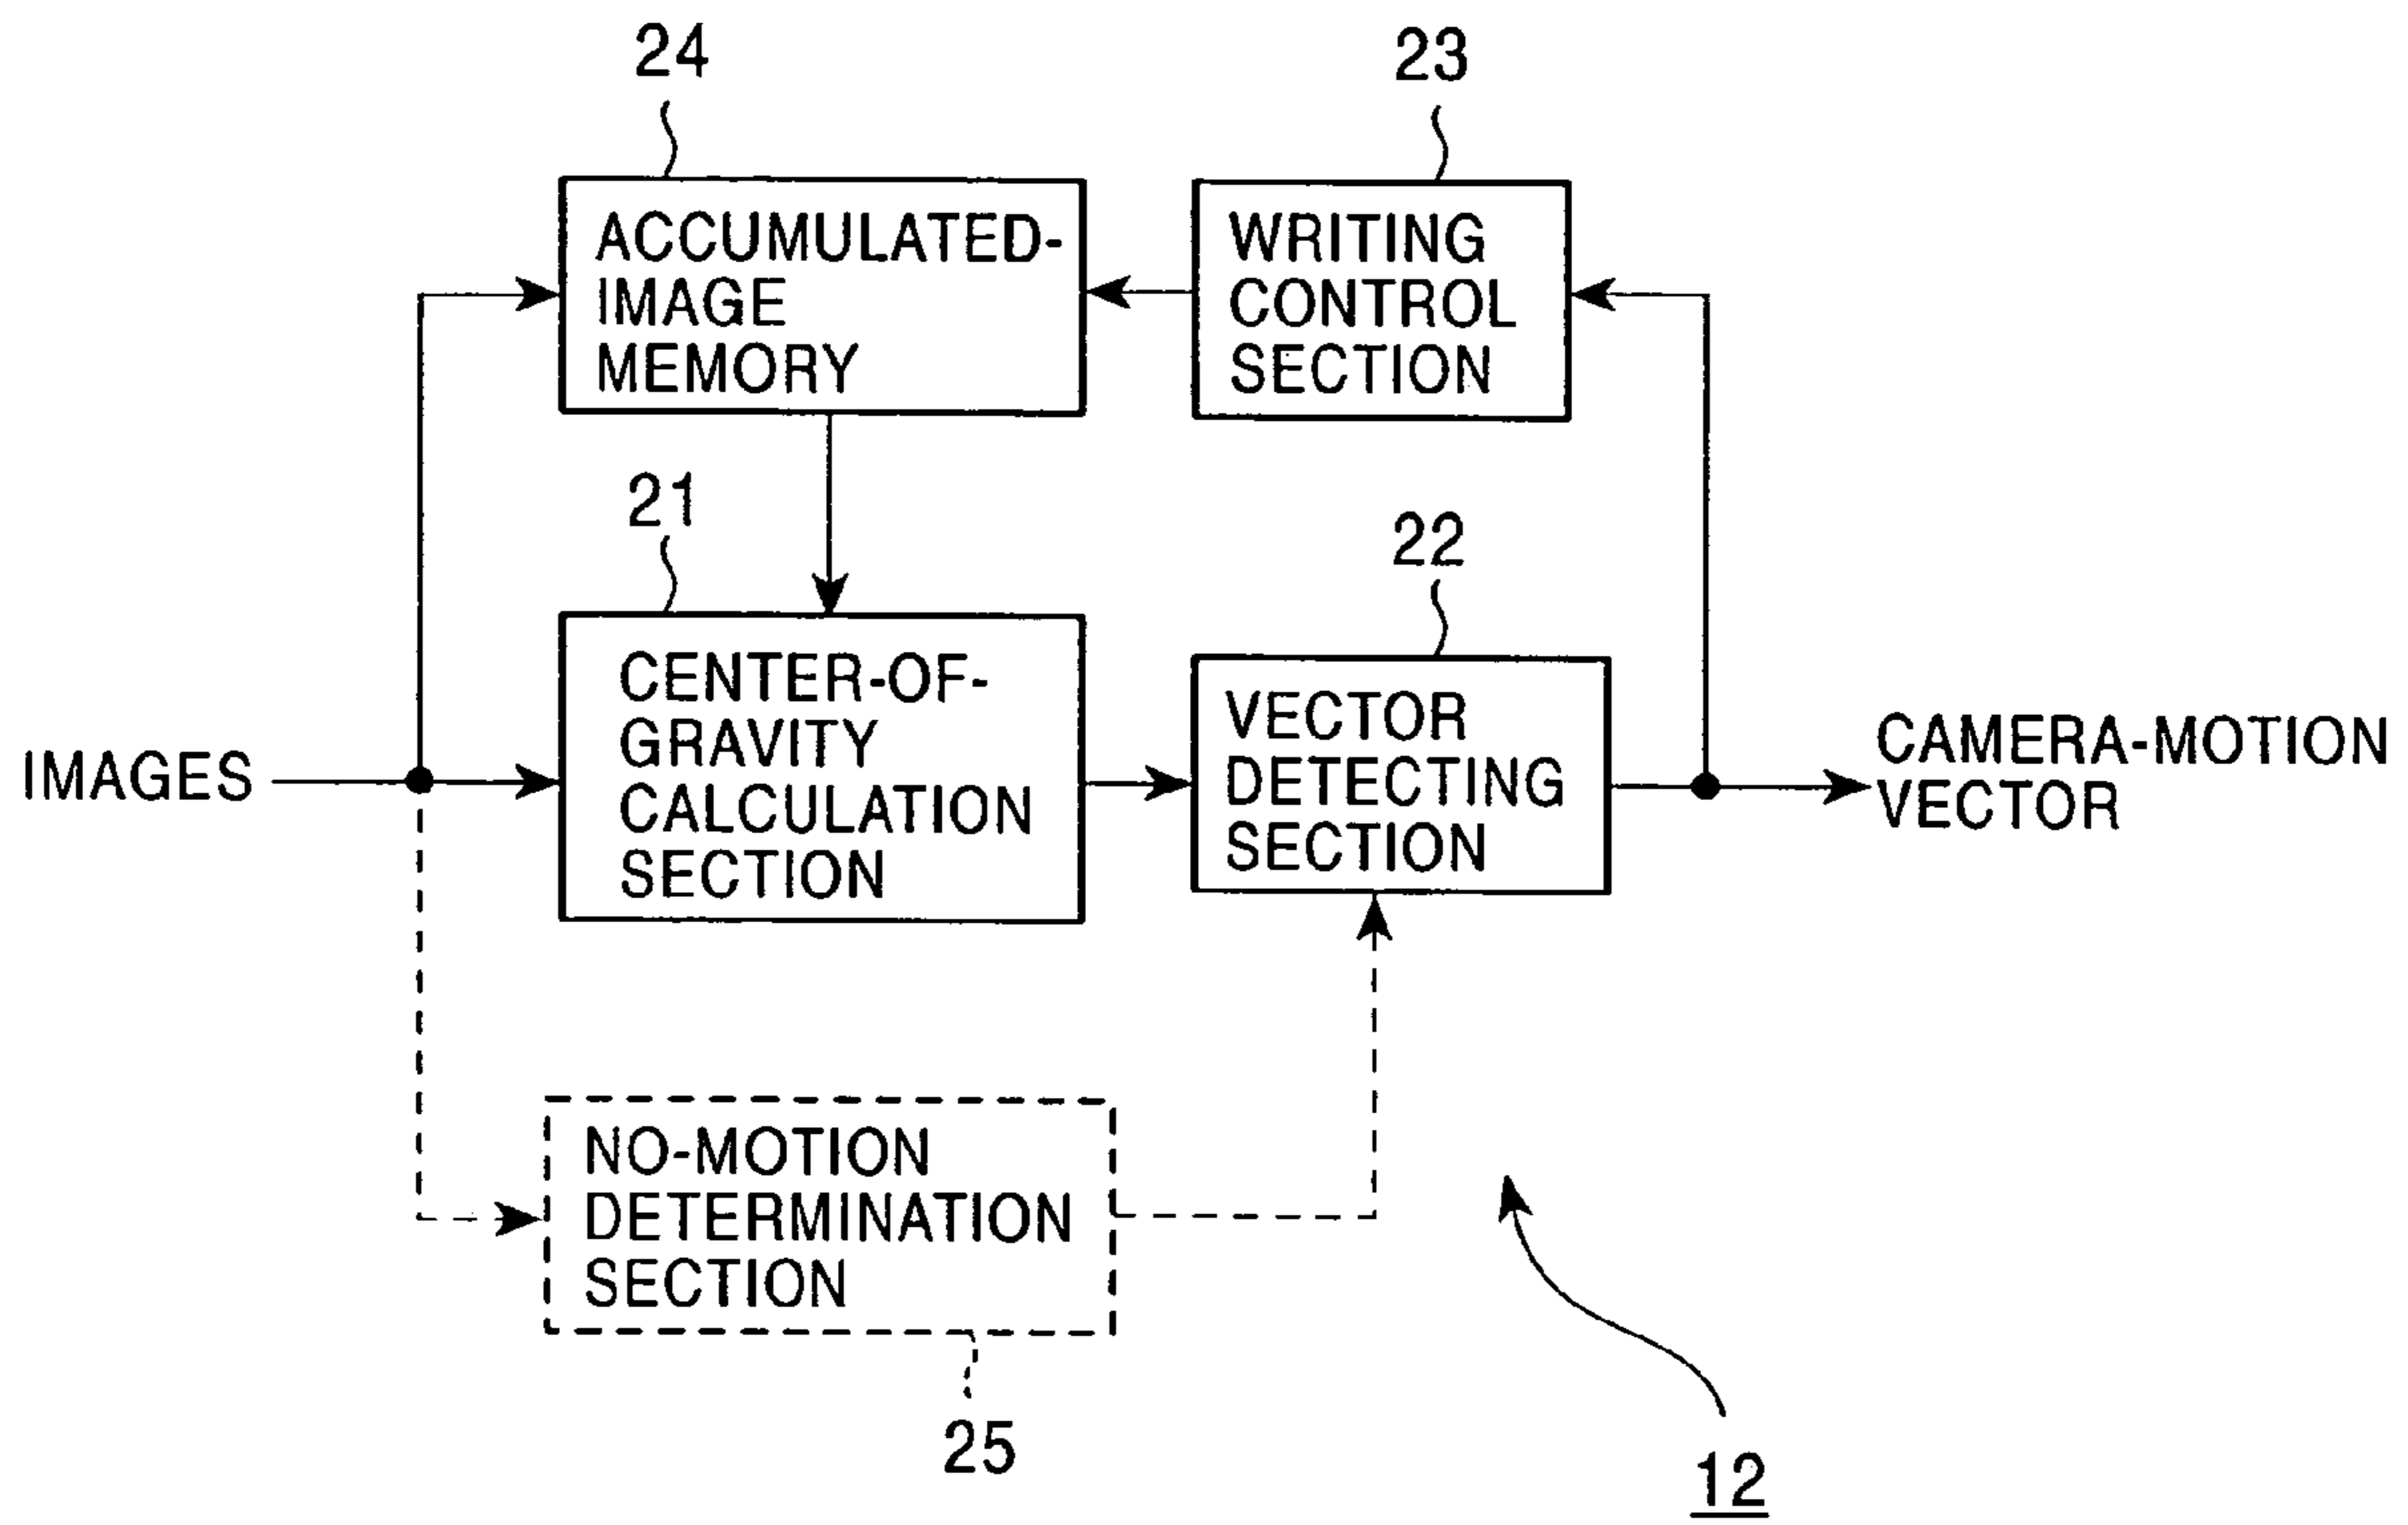 24
23
ACCUMULATED-
IMAGE
MEMORY
WRITING
CONTROL
SECTION
21
22
CENTER-OF-
GRAVITY
CALCULATION
SECTION
VECTOR
DETECTING
SECTION
IMAGES
CAMERA-MOTION
VECTOR
NO-MOTION
DETERMINATION
SECTION
25
12